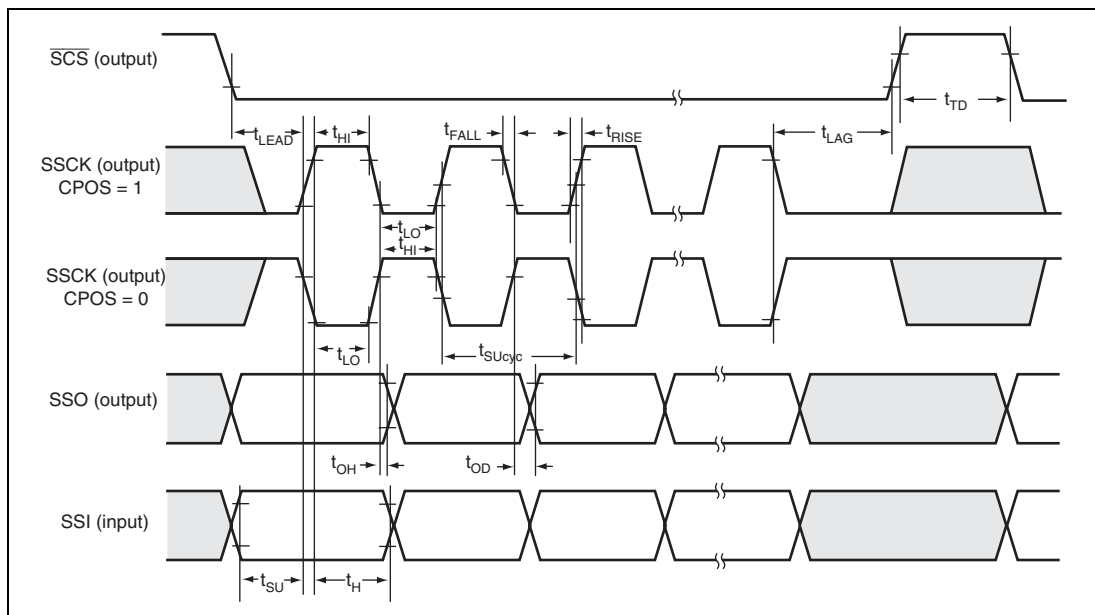 SCS (output)
tTD
tLEAD
tHI
tFALL
tRISE
tLAG
SSCK (output)
CPOS = 1
tLO
tHI
SSCK (output)
CPOS = 0
tLO
tSUcyc
SSO (output)
tOH
tOD
SSI (input)
tSU
tH